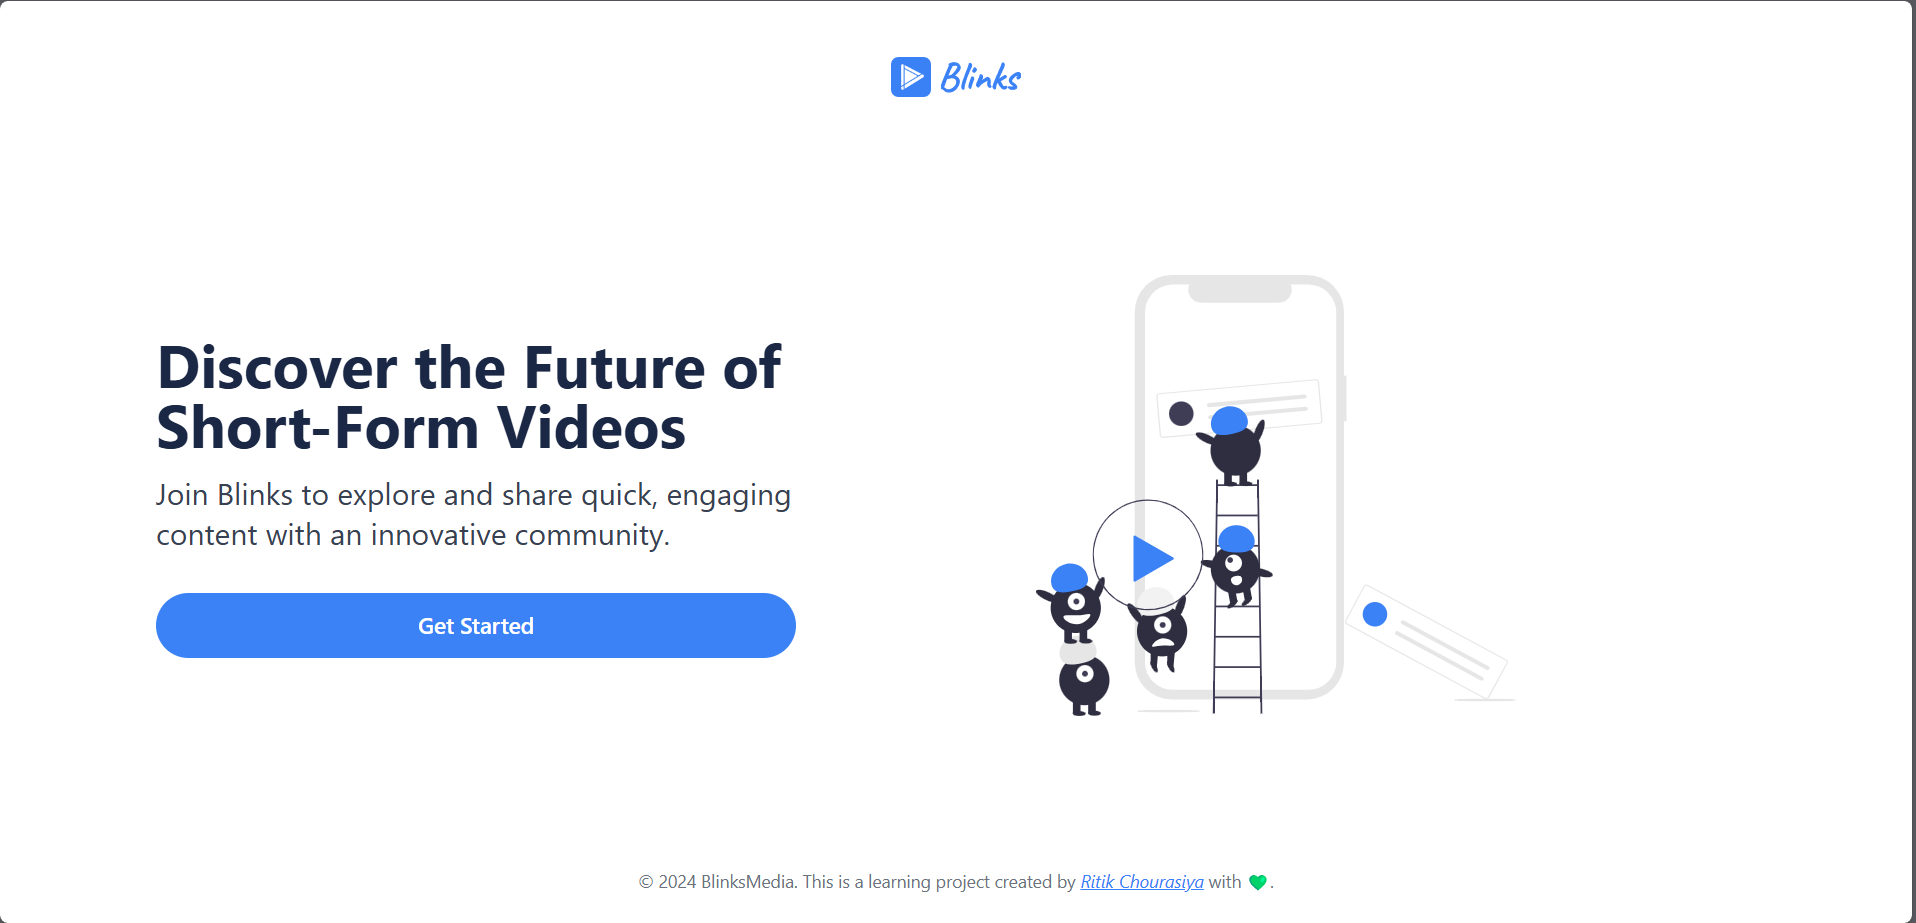 Blinks
Discover the Future of
Short-Form Videos
Join Blinks to explore and share quick, engaging
content with an innovative community.
Get Started
© 2024 BlinksMedia. This is a learning project created by Ritik Chourasiya with 💚.